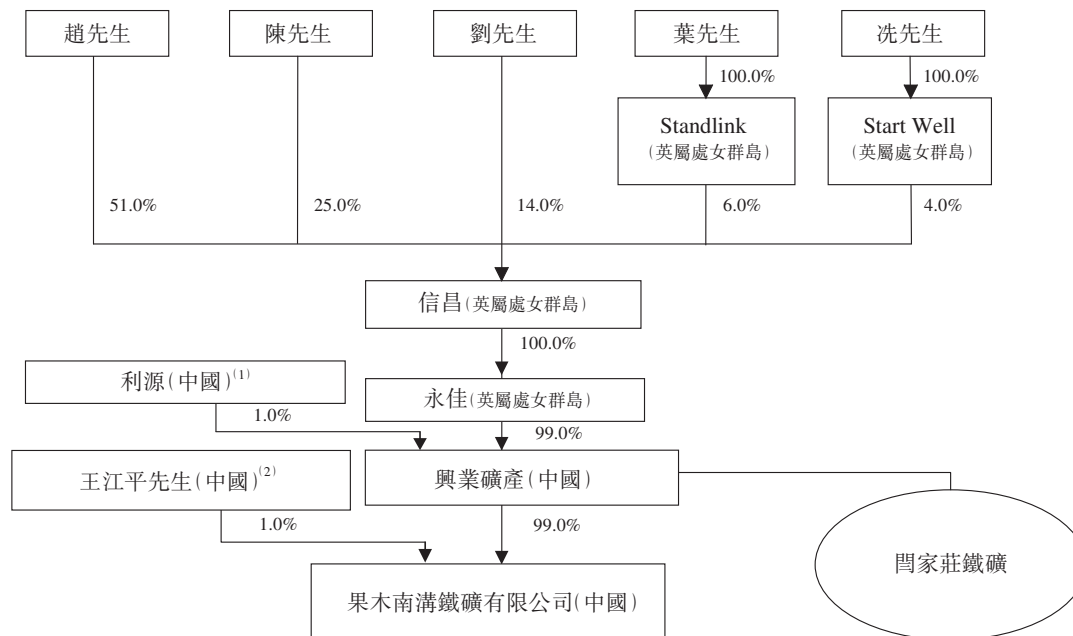 趙先生
陳先生
劉先生
葉先生
冼先生
100.0%
100.0%
Standlink
(英屬處女群島)
Start Well
(英屬處女群島)
51.0%
25.0%
14.0%
6.0%
4.0%
信昌(英屬處女群島)
100.0%
利源(中國)(1)
永佳(英屬處女群島)
1.0%
99.0%
王江平先生(中國)(2)
興業礦產(中國)
1.0%
99.0%
閆家莊鐵礦
果木南溝鐵礦有限公司(中國)